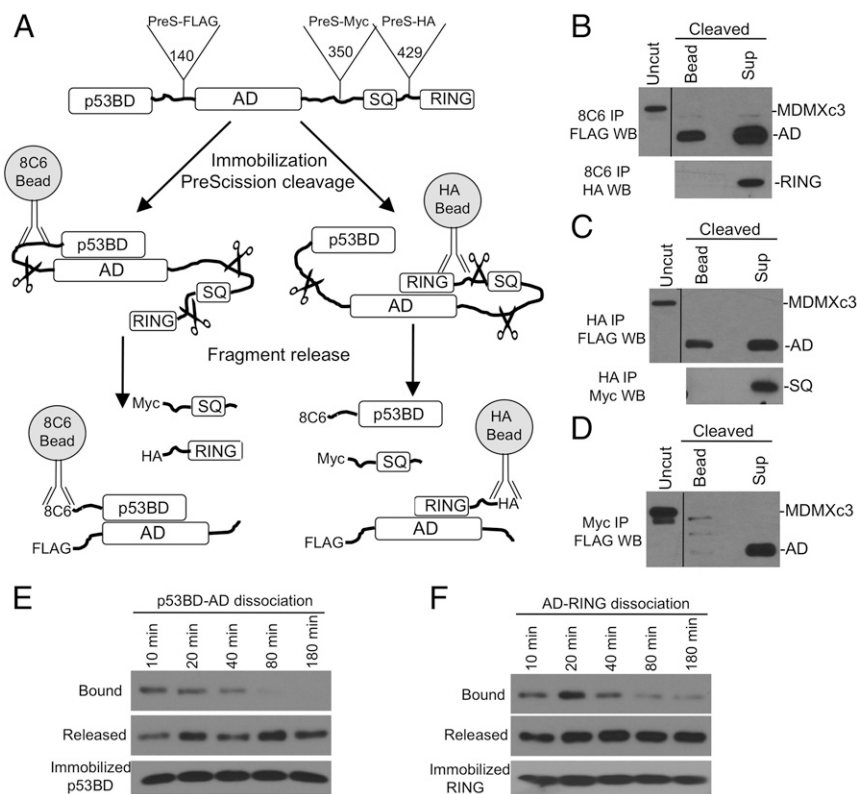 A
PreS-FLAG
PreS-Myc
PreS-HA
140
350
429
p53BD
AD
SQ
RING
Immobilization
PreScission cleavage
8C6
Bead
p53BD
AD
SQ
RING
HA
Bead
p53BD
RING
SQ
AD
Fragment release
Myc
SQ
HA
RING
8C6
Bead
8C6
p53BD
AD
FLAG
8C6
p53BD
Myc
SQ
HA
Bead
RING
HA
AD
FLAG
B
Cleaved
Uncut
Bead
Sup
8C6 IP
FLAG WB
-MDMXc3
-AD
8C6 IP
HA WB
-RING
C
Cleaved
Uncut
Bead
Sup
HA IP
FLAG WB
-MDMXc3
-AD
HA IP
Myc WB
-SQ
D
Cleaved
Uncut
Bead
Sup
Myc IP
FLAG WB
-MDMXc3
-AD
E
p53BD-AD dissociation
10 min
20 min
40 min
80 min
180 min
Bound
Released
Immobilized
p53BD
F
AD-RING dissociation
10 min
20 min
40 min
80 min
180 min
Bound
Released
Immobilized
RING